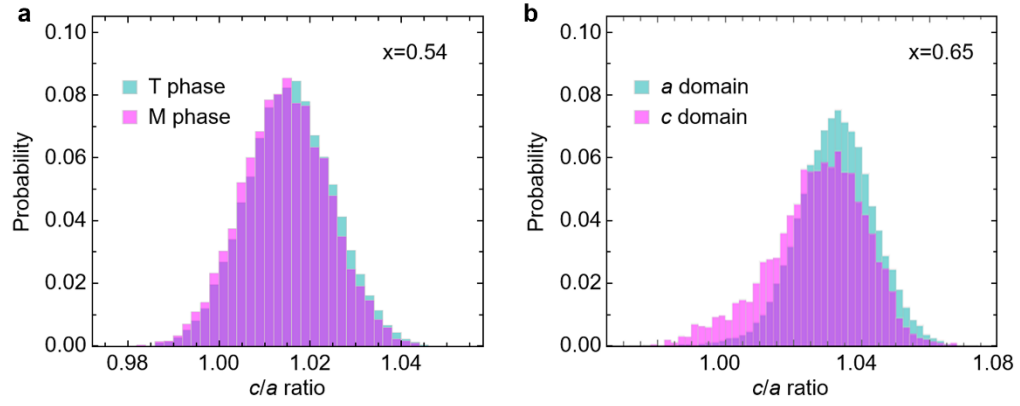 a
x=0.54
T phase
M phase
Probability
0.10
0.08
0.06
0.04
0.02
0.00
0.98
1.00
1.02
1.04
c/a ratio
b
x=0.65
a domain
c domain
Probability
0.10
0.08
0.06
0.04
0.02
0.00
1.00
1.04
1.08
c/a ratio